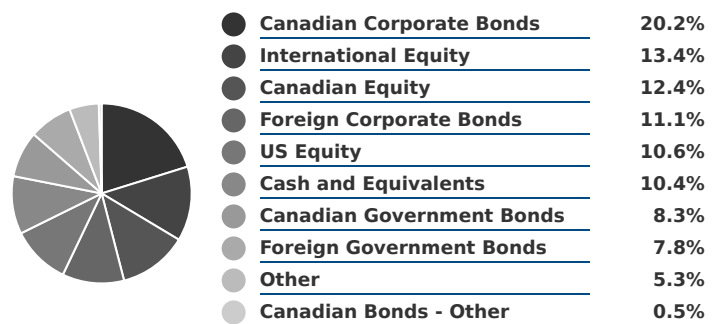 Canadian Corporate Bonds 20.2%
International Equity 13.4%
Canadian Equity 12.4%
Foreign Corporate Bonds 11.1%
US Equity 10.6%
Cash and Equivalents 10.4%
Canadian Government Bonds 8.3%
Foreign Government Bonds 7.8%
Other 5.3%
Canadian Bonds - Other 0.5%